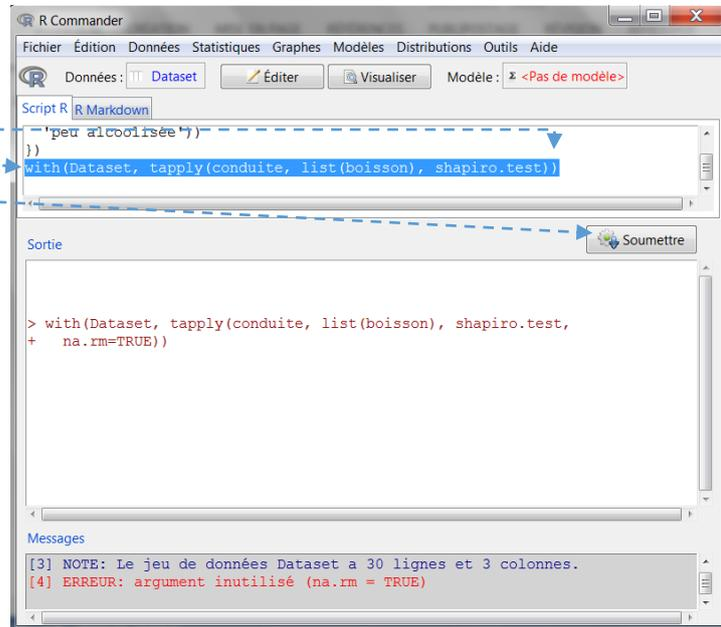 R Commander
Fichier Édition Données Statistiques Graphes Modèles Distributions Outils Aide
Données : Dataset Éditer Visualiser Modèle : Σ <Pas de modèle>
Script R R Markdown
'peu alcoolisée'))
})
with(Dataset, tapply(conduite, list(boisson), shapiro.test))
Soumettre
Sortie
> with(Dataset, tapply(conduite, list(boisson), shapiro.test,
+ na.rm=TRUE))
Messages
[3] NOTE: Le jeu de données Dataset a 30 lignes et 3 colonnes.
[4] ERREUR: argument inutilisé (na.rm = TRUE)